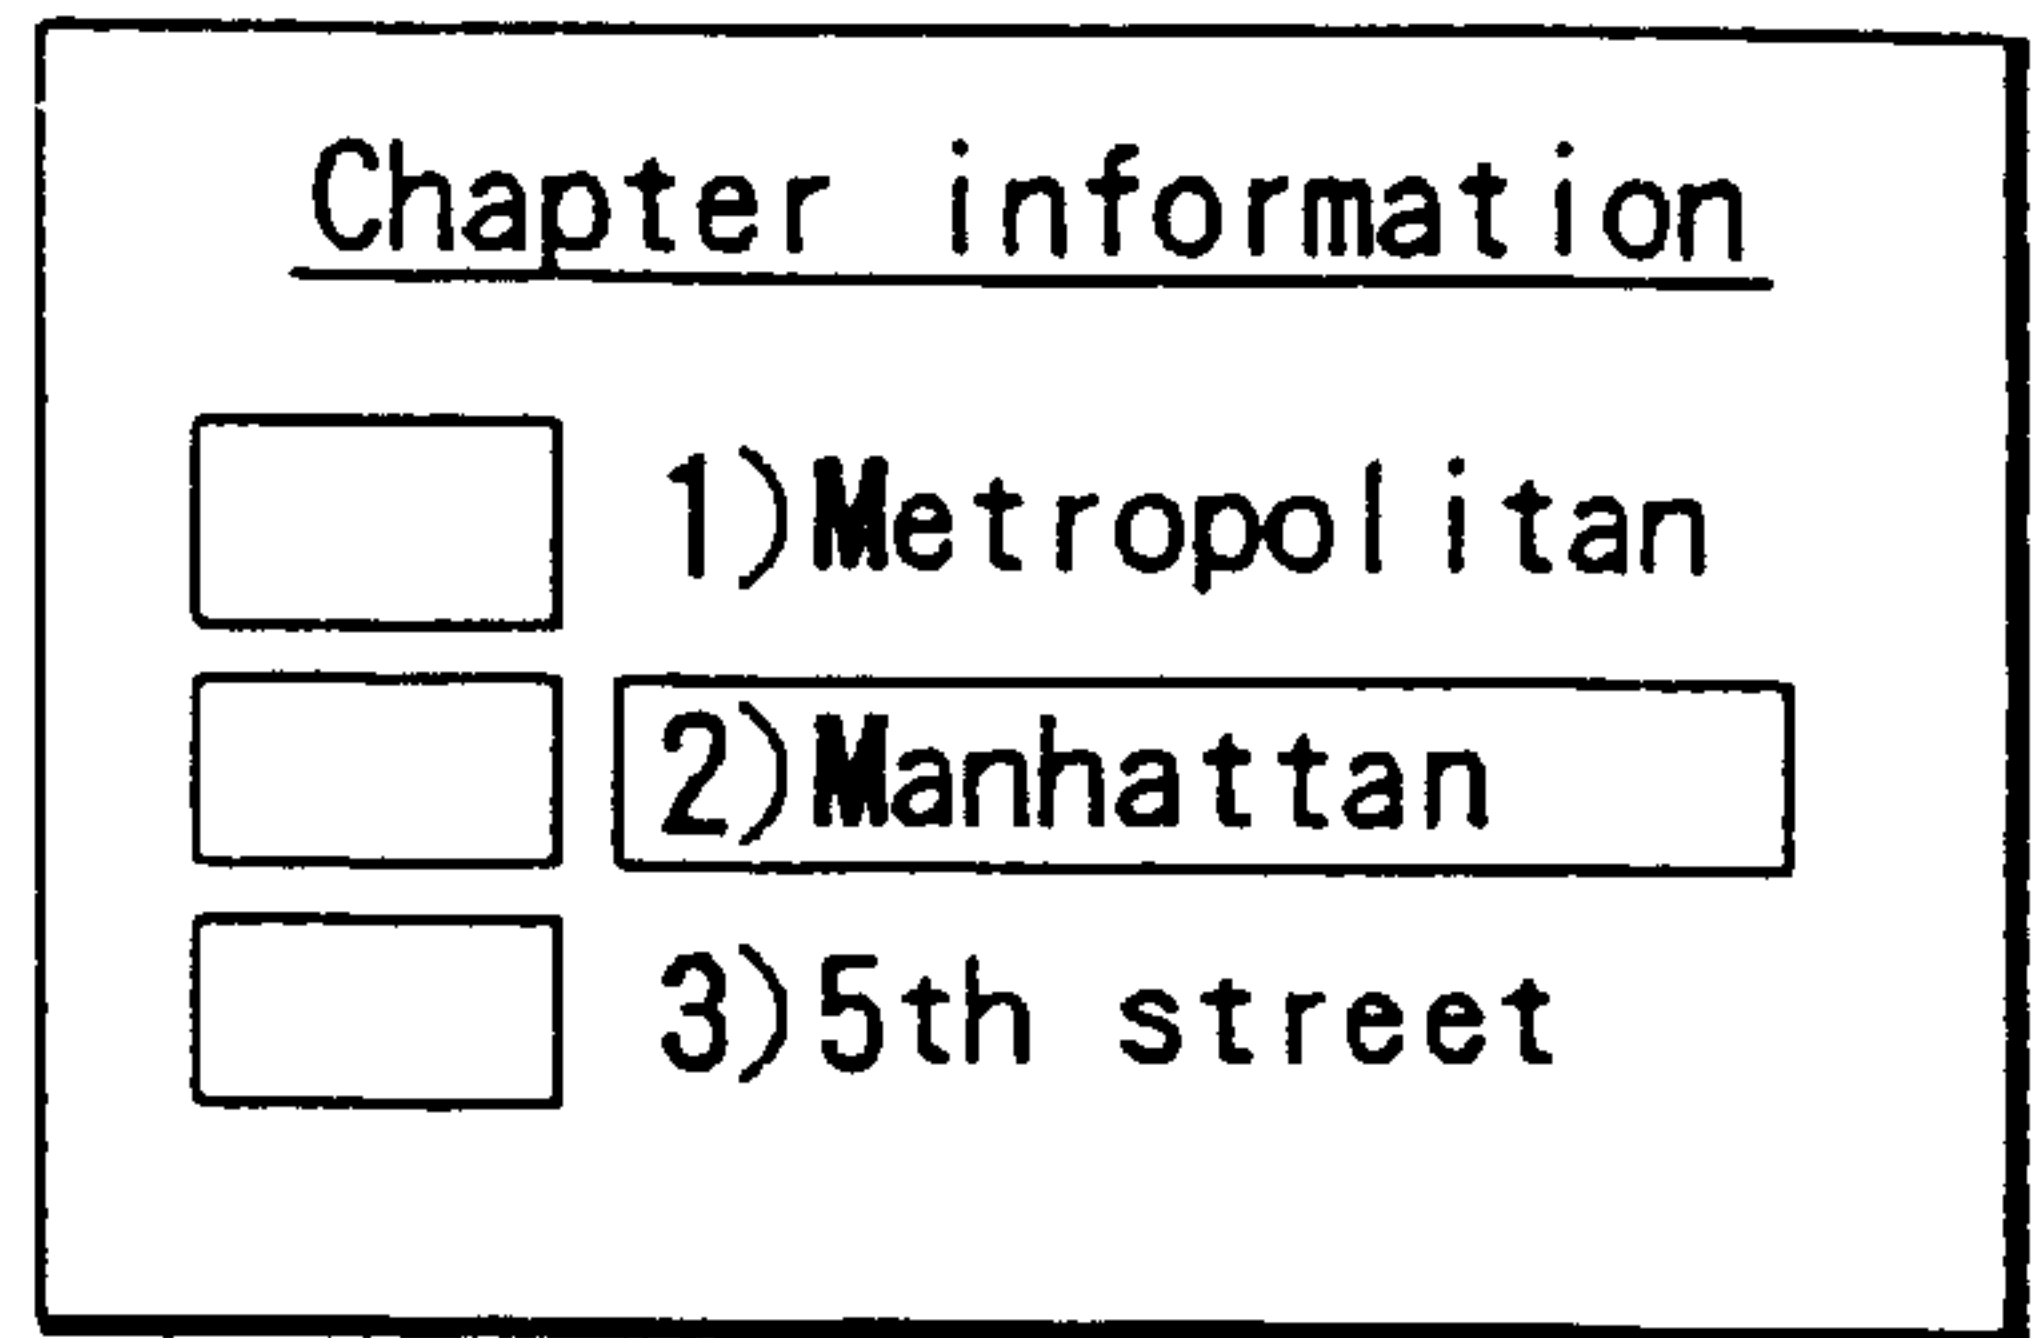 Chapter information
1)Metropolitan
2)Manhattan
3)5th street